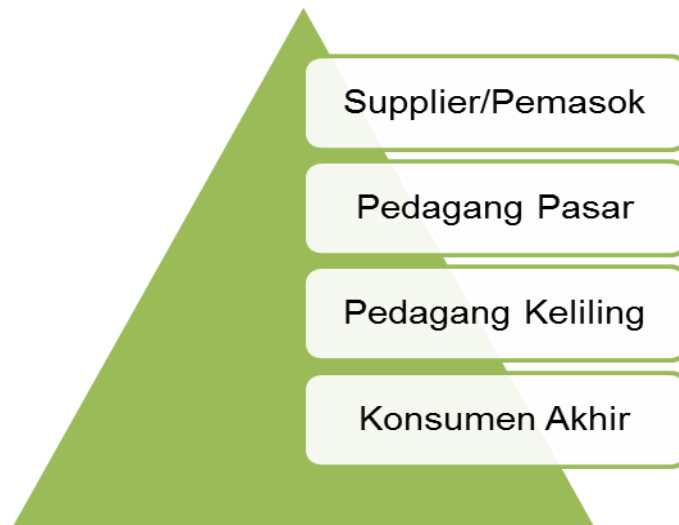 Supplier/Pemasok
Pedagang Pasar
Pedagang Keliling
Konsumen Akhir